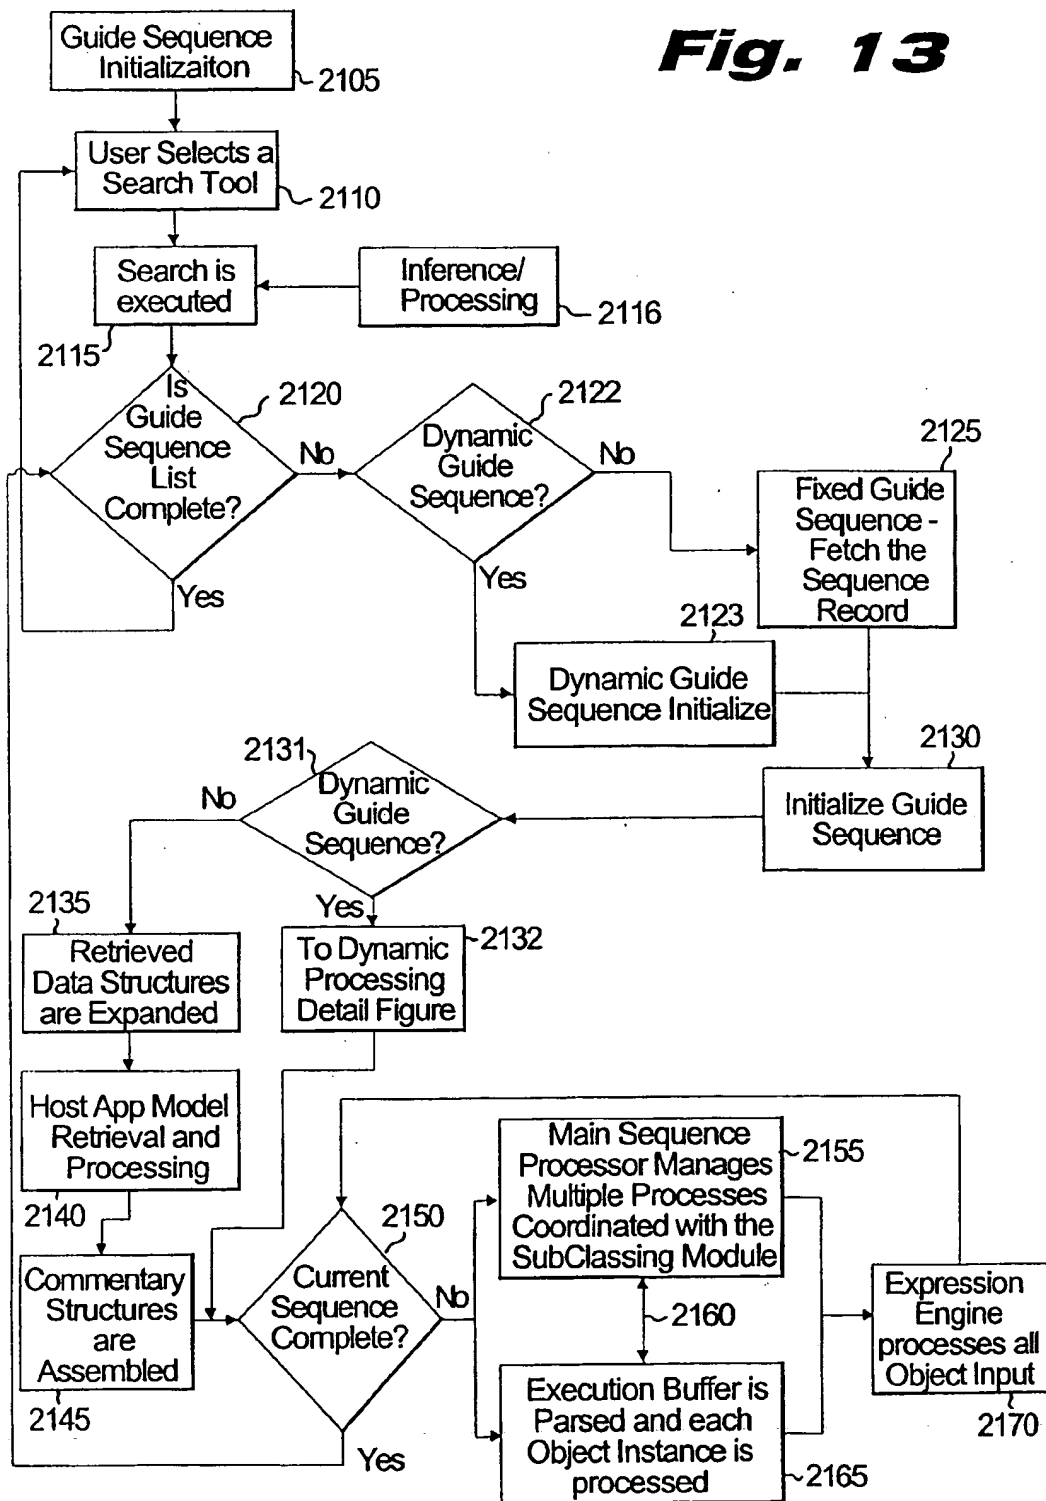 Fig. 13
Guide Sequence
Initializaiton
2105
User Selects a
Search Tool
2110
Search is
executed
2115
Inference/
Processing
2116
Is
Guide
Sequence
List
Complete?
2120
No
Yes
Dynamic
Guide
Sequence?
2122
No
Yes
2125
Fixed Guide
Sequence -
Fetch the
Sequence
Record
2123
Dynamic Guide
Sequence Initialize
2130
Initialize Guide
Sequence
2131
Dynamic
Guide
Sequence?
No
Yes
2135
Retrieved
Data Structures
are Expanded
2132
To Dynamic
Processing
Detail Figure
Host App Model
Retrieval and
Processing
2140
Commentary
Structures
are
Assembled
2145
2150
Current
Sequence
Complete?
No
Yes
Main Sequence
Processor Manages
Multiple Processes
Coordinated with the
SubClassing Module
2155
2160
Execution Buffer is
Parsed and each
Object Instance is
processed
2165
Expression
Engine
processes all
Object Input
2170